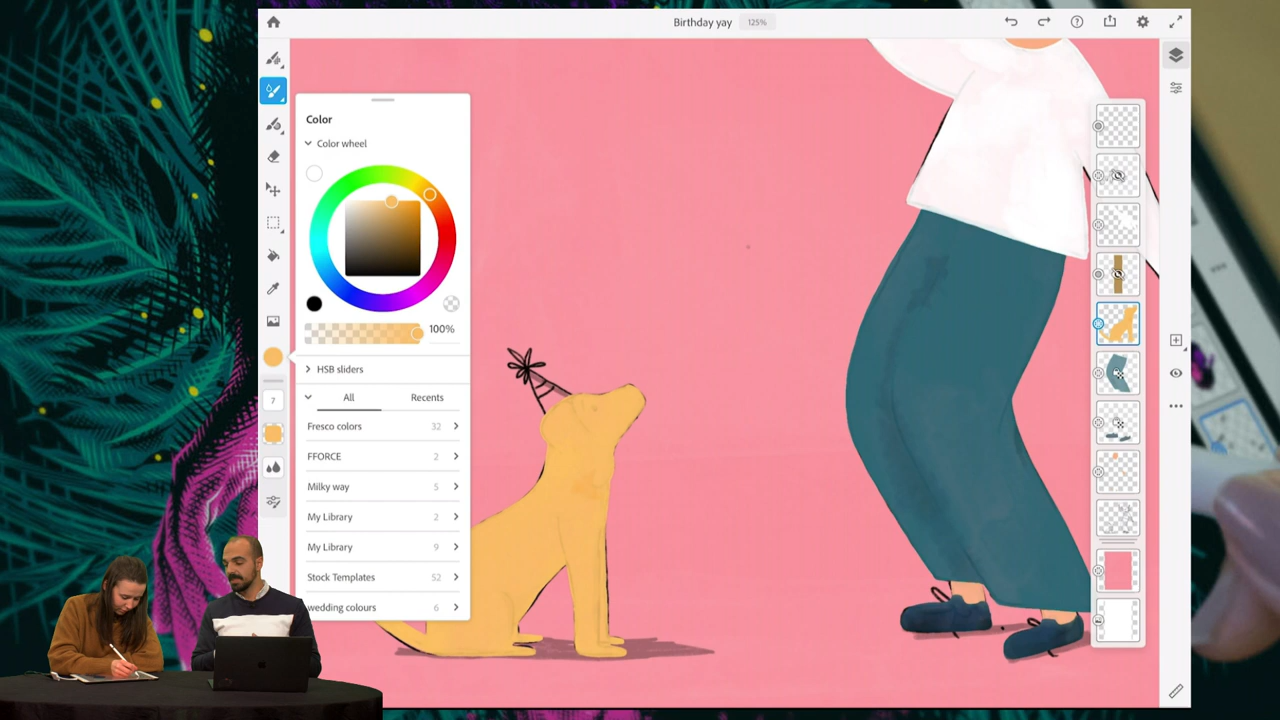 Birthday yay 125%
Color
Color wheel
100%
HSB sliders
All Recents
Fresco colors 32
FFORCE 2
Milky way 5
My Library 2
My Library 9
Stock Templates 52
wedding colours 6
7